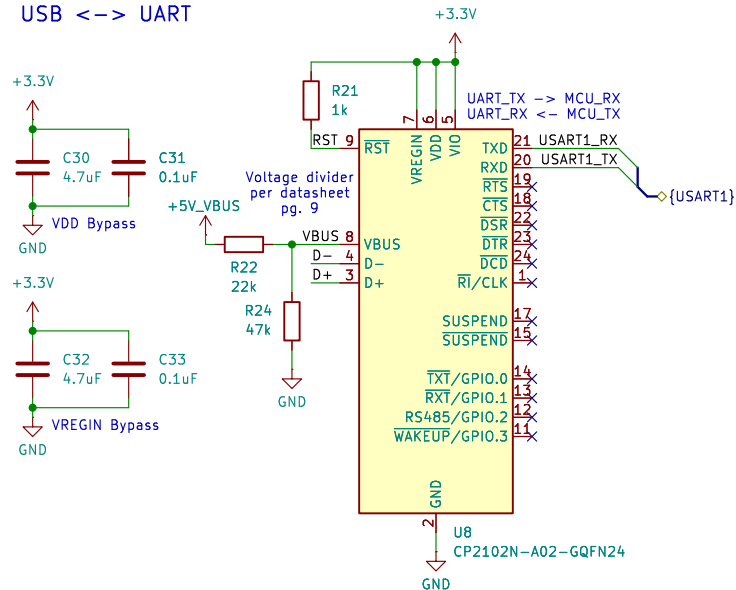 USB <-> UART
+3.3V
C30
4.7uF
C31
0.1uF
VDD Bypass
GND
+3.3V
C32
4.7uF
C33
0.1uF
VREGIN Bypass
GND
+3.3V
R21
1k
UART_TX -> MCU_RX
UART_RX <- MCU_TX
Voltage divider
per datasheet
pg. 9
+5V_VBUS
R22
22k
R24
47k
GND
RST 9 RST
VBUS 8 VBUS
D- 4 D-
D+ 3 D+
7 VREGIN
6 VDD
5 VIO
TXD 21 USART1_RX
RXD 20 USART1_TX
{USART1}
RTS 19
CTS 18
DSR 22
DTR 23
DCD 24
RI/CLK 1
SUSPEND 17
SUSPEND 15
TXT/GPIO.0 14
RXT/GPIO.1 13
RS485/GPIO.2 12
WAKEUP/GPIO.3 11
GND
2
U8
CP2102N-A02-GQFN24
GND